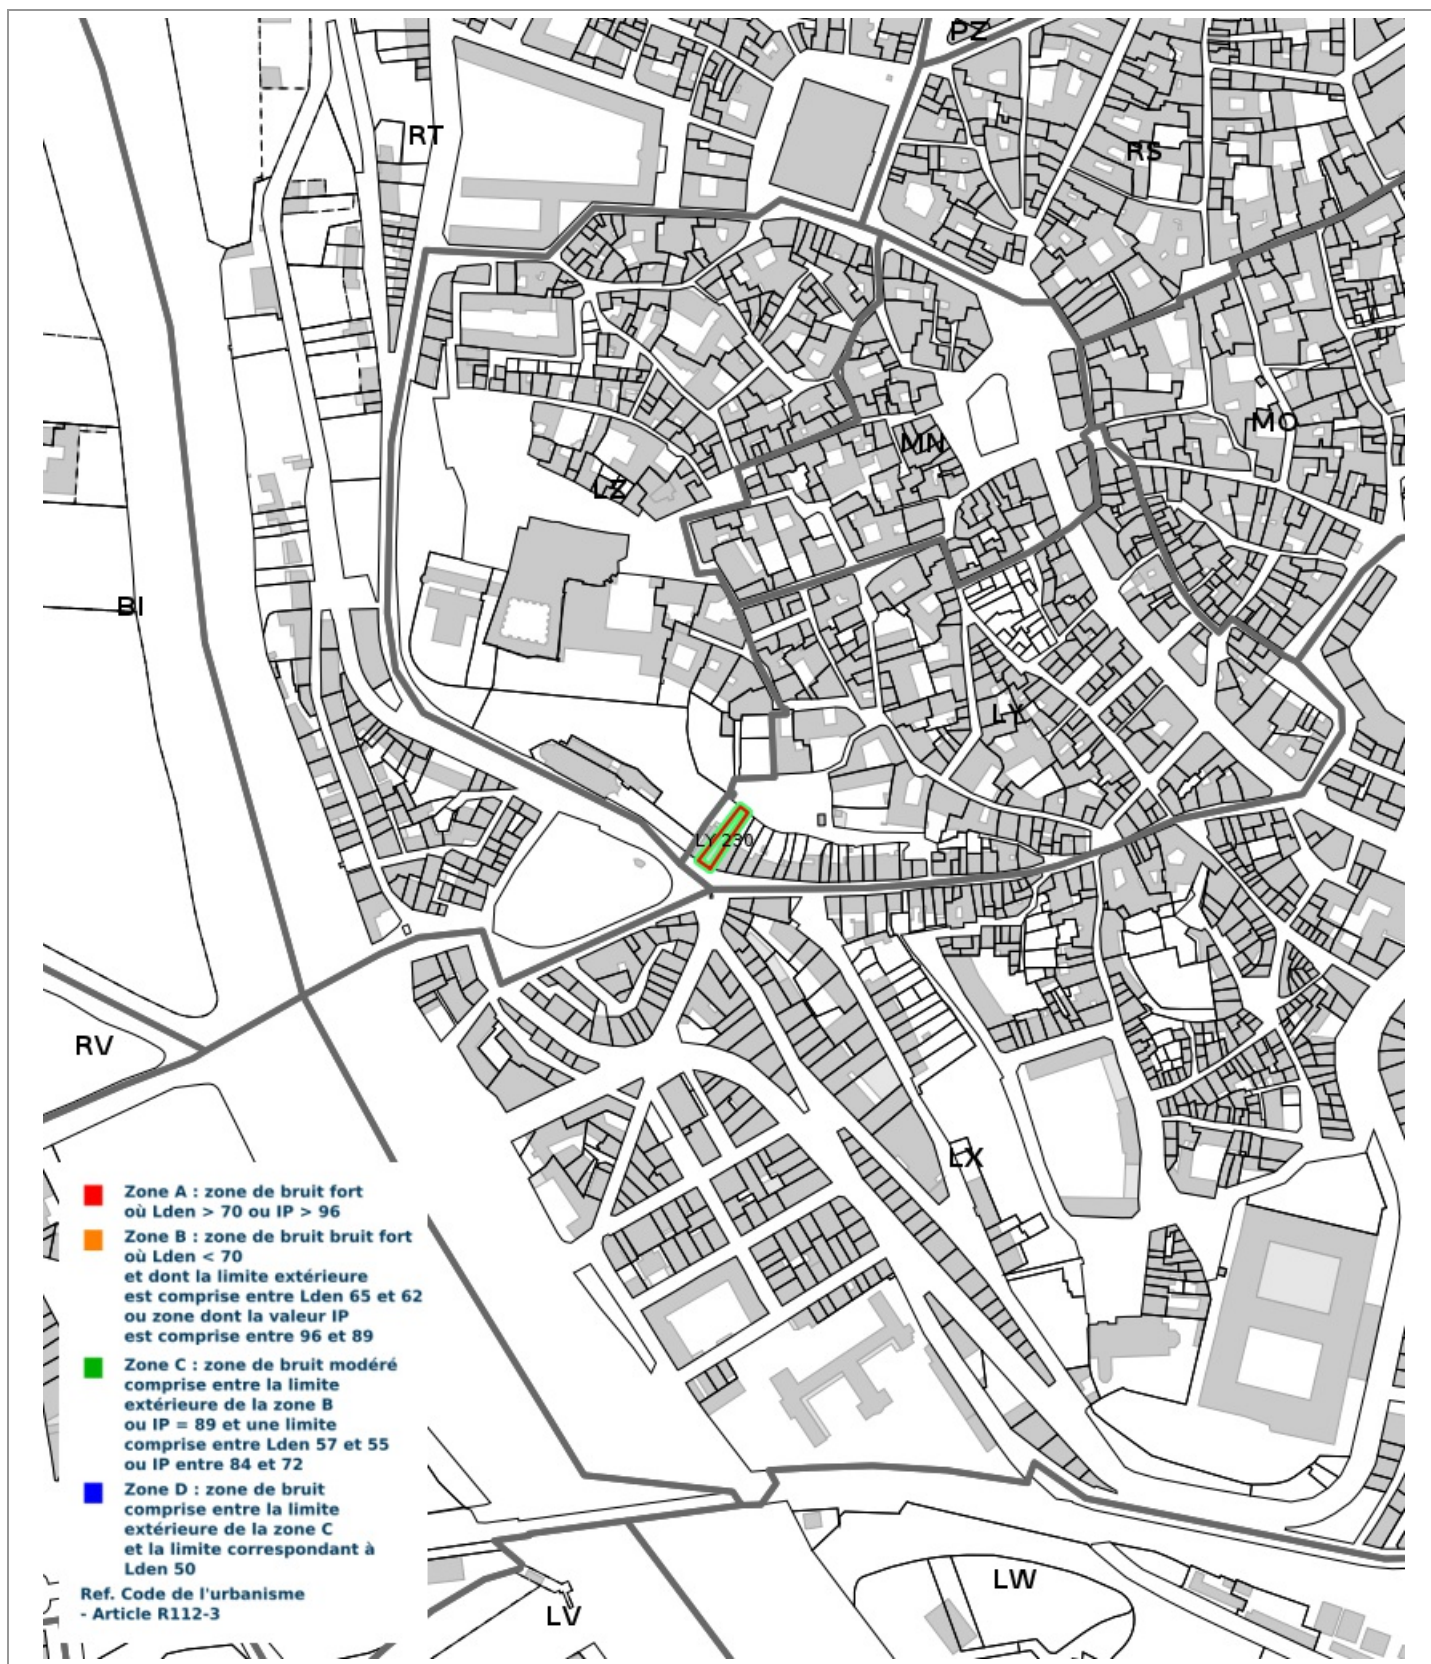 PZ
RT
RS
MO
MN
LZ
BI
LY
LY 230
RV
LX
Zone A : zone de bruit fort
où Lden > 70 ou IP > 96
Zone B : zone de bruit bruit fort
où Lden < 70
et dont la limite extérieure
est comprise entre Lden 65 et 62
ou zone dont la valeur IP
est comprise entre 96 et 89
Zone C : zone de bruit modéré
comprise entre la limite
extérieure de la zone B
ou IP = 89 et une limite
comprise entre Lden 57 et 55
ou IP entre 84 et 72
Zone D : zone de bruit
comprise entre la limite
extérieure de la zone C
et la limite correspondant à
Lden 50
Ref. Code de l'urbanisme
- Article R112-3
LW
LV